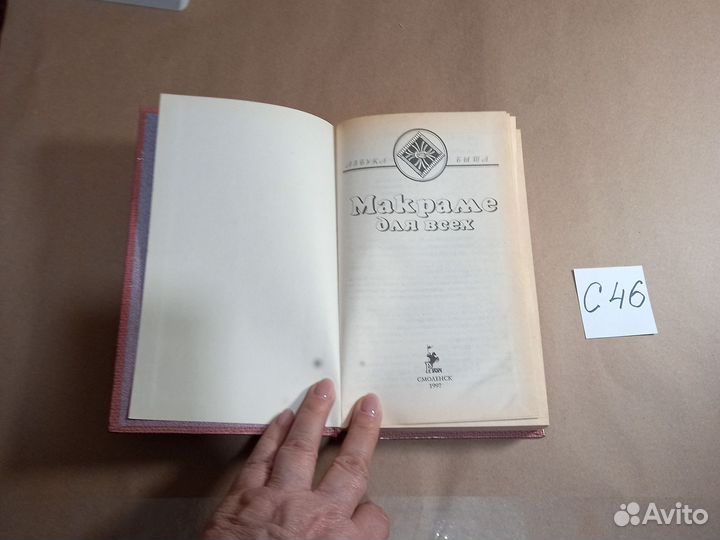 АЗБУКА БЫТА
Макраме
для всех
СМОЛЕНСК
1997
С 46
Avito